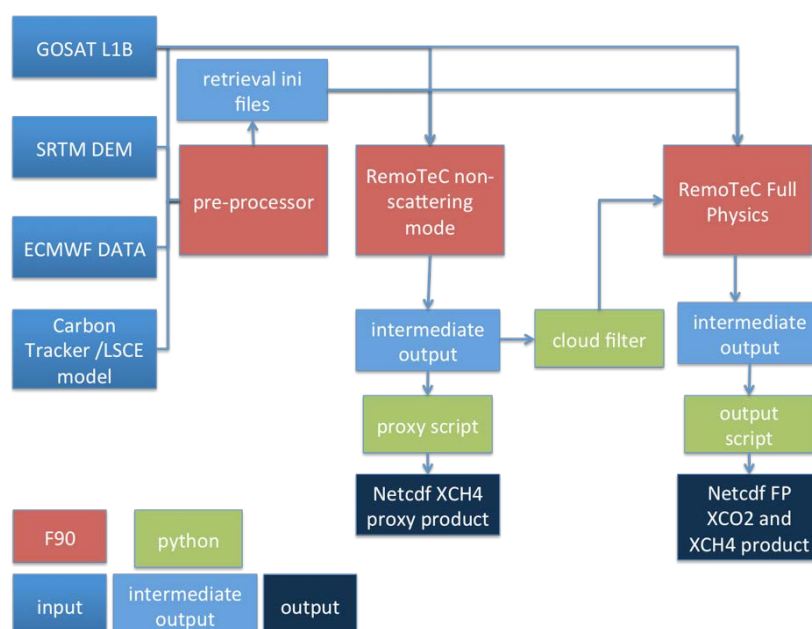 GOSAT L1B
retrieval ini
files
SRTM DEM
pre-processor
RemoTeC non-
scattering
mode
RemoTeC Full
Physics
ECMWF DATA
Carbon
Tracker /LSCE
model
intermediate
output
cloud filter
intermediate
output
proxy script
output
script
Netcdf XCH4
proxy product
Netcdf FP
XCO2 and
XCH4 product
F90
python
input
intermediate
output
output